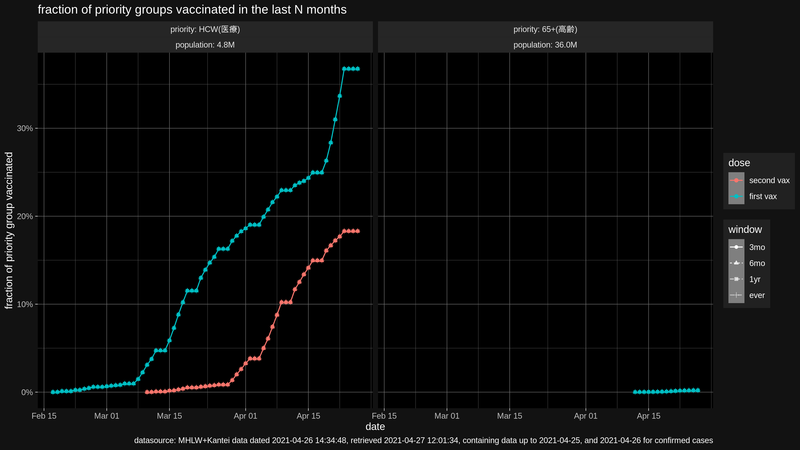 fraction of priority groups vaccinated in the last N months
priority: HCW(医療)
population: 4.8M
priority: 65+(高齢)
population: 36.0M
fraction of priority group vaccinated
30%
20%
10%
0%
Feb 15
Mar 01
Mar 15
Apr 01
Apr 15
Feb 15
Mar 01
Mar 15
Apr 01
Apr 15
date
dose
second vax
first vax
window
3mo
6mo
1yr
ever
datasource: MHLW+Kantei data dated 2021-04-26 14:34:48, retrieved 2021-04-27 12:01:34, containing data up to 2021-04-25, and 2021-04-26 for confirmed cases